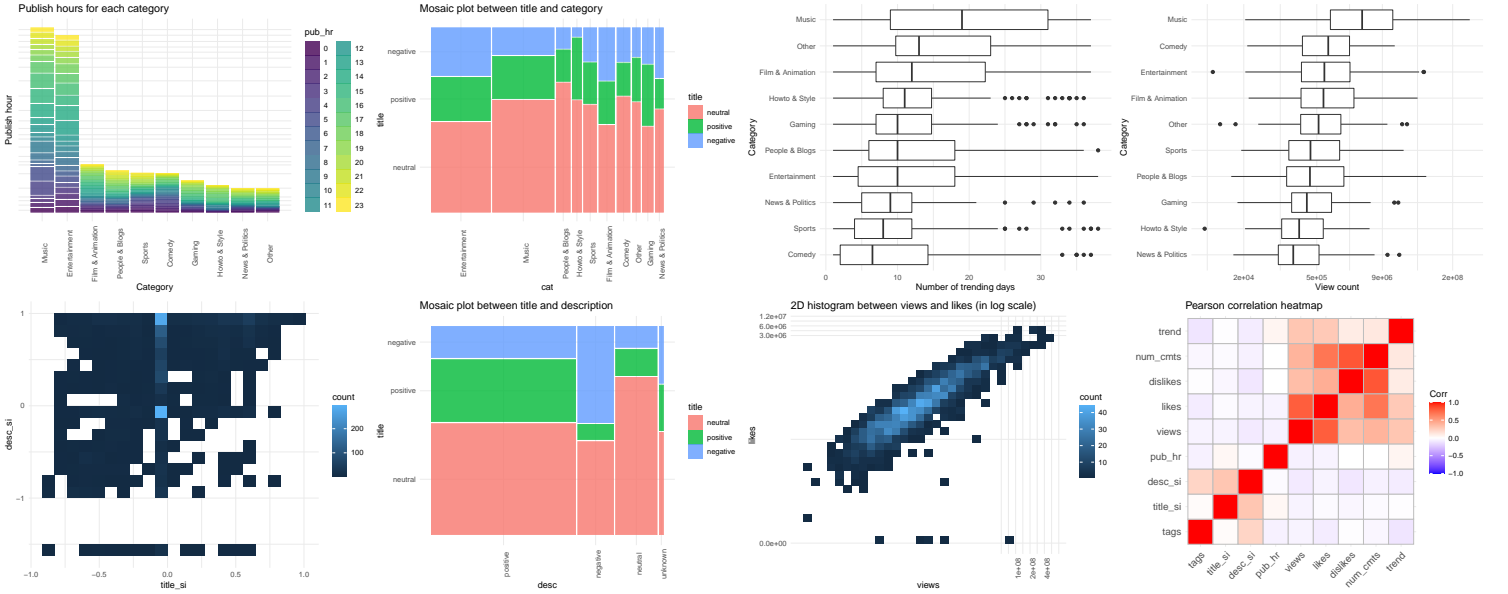 Publish hours for each category
Publish hour
Music
Entertainment
Film & Animation
People & Blogs
Sports
Comedy
Gaming
Howto & Style
News & Politics
Other
Category
pub_hr
0 12
1 13
2 14
3 15
4 16
5 17
6 18
7 19
8 20
9 21
10 22
11 23
Mosaic plot between title and category
title
negative
positive
neutral
Entertainment
Music
People & Blogs
Howto & Style
Sports
Film & Animation
Comedy
Other
Gaming
News & Politics
cat
title
neutral
positive
negative
Category
Music
Other
Film & Animation
Howto & Style
Gaming
People & Blogs
Entertainment
News & Politics
Sports
Comedy
0 10 20 30
Number of trending days
Category
Music
Comedy
Entertainment
Film & Animation
Other
Sports
People & Blogs
Gaming
Howto & Style
News & Politics
2e+04 5e+05 9e+06 2e+08
View count
desc_si
1
0
−1
−1.0 −0.5 0.0 0.5 1.0
title_si
count
200
100
Mosaic plot between title and description
title
negative
positive
neutral
positive
negative
neutral
unknown
desc
title
neutral
positive
negative
2D histogram between views and likes (in log scale)
likes
1.2e+07
6.0e+06
3.0e+06
0.0e+00
1e+08
2e+08
4e+08
views
count
40
30
20
10
Pearson correlation heatmap
trend
num_cmts
dislikes
likes
views
pub_hr
desc_si
title_si
tags
tags
title_si
desc_si
pub_hr
views
likes
dislikes
num_cmts
trend
Corr
1.0
0.5
0.0
−0.5
−1.0